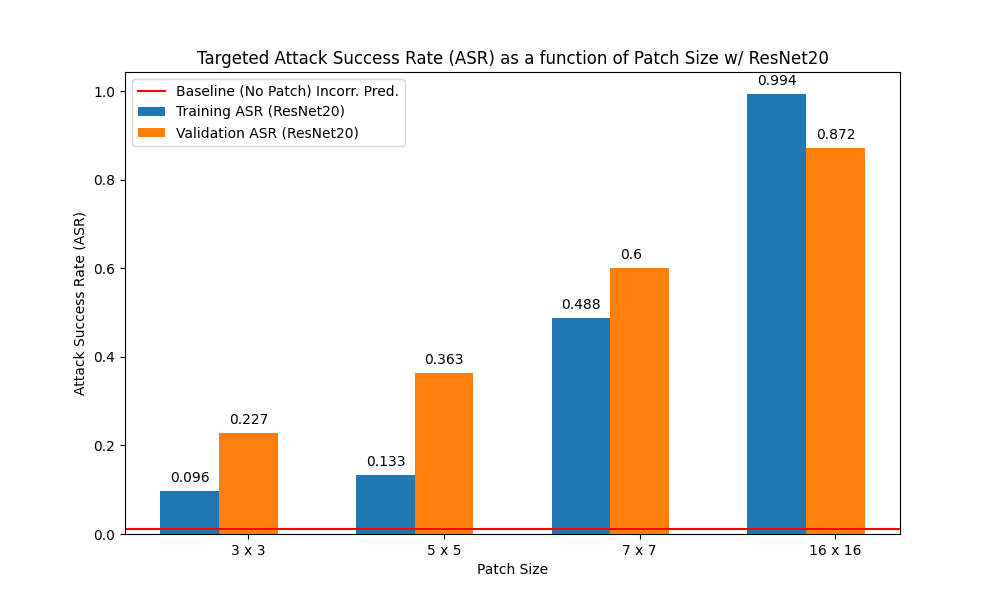 Targeted Attack Success Rate (ASR) as a function of Patch Size w/ ResNet20
Baseline (No Patch) Incorr. Pred.
Training ASR (ResNet20)
Validation ASR (ResNet20)
Attack Success Rate (ASR)
1.0
0.8
0.6
0.4
0.2
0.0
0.096
0.227
0.133
0.363
0.488
0.6
0.994
0.872
3 x 3
5 x 5
7 x 7
16 x 16
Patch Size